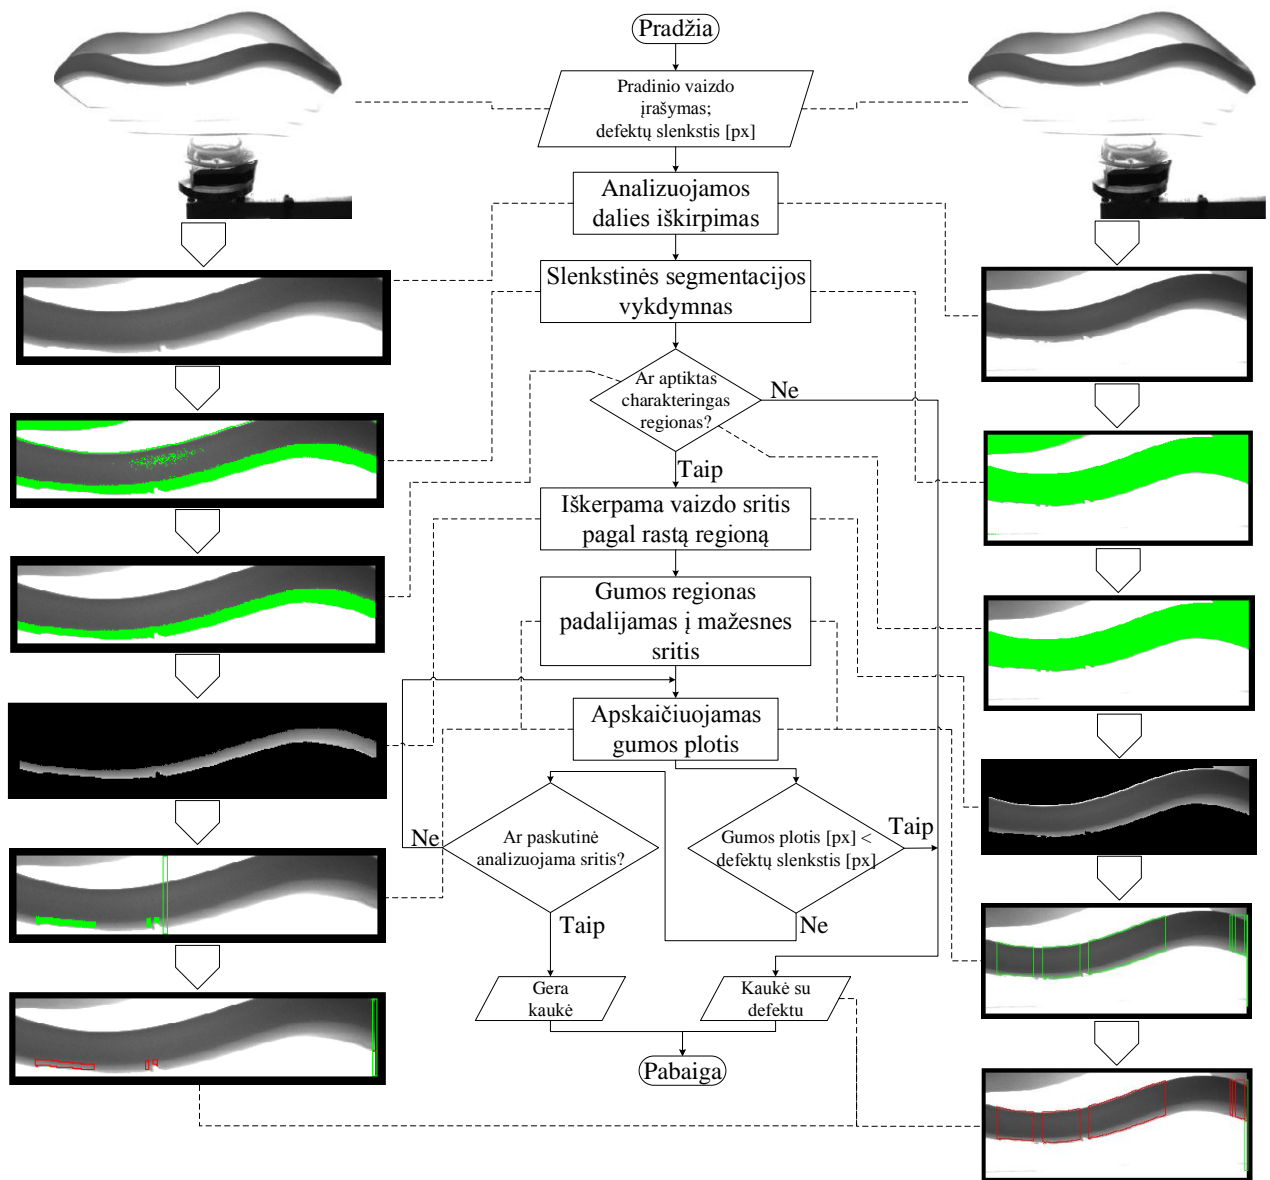 Pradžia
Pradinio vaizdo
įrašymas;
defektų slenkstis [px]
Analizuojamos
dalies iškirpimas
Slenkstinės segmentacijos
vykdymnas
Ar aptiktas
charakteringas
regionas?
Ne
Taip
Iškerpama vaizdo sritis
pagal rastą regioną
Gumos regionas
padalijamas į mažesnes
sritis
Apskaičiuojamas
gumos plotis
Ne
Ar paskutinė
analizuojama sritis?
Gumos plotis [px] <
defektų slenkstis [px]
Taip
Taip
Ne
Gera
kaukė
Kaukė su
defektu
Pabaiga